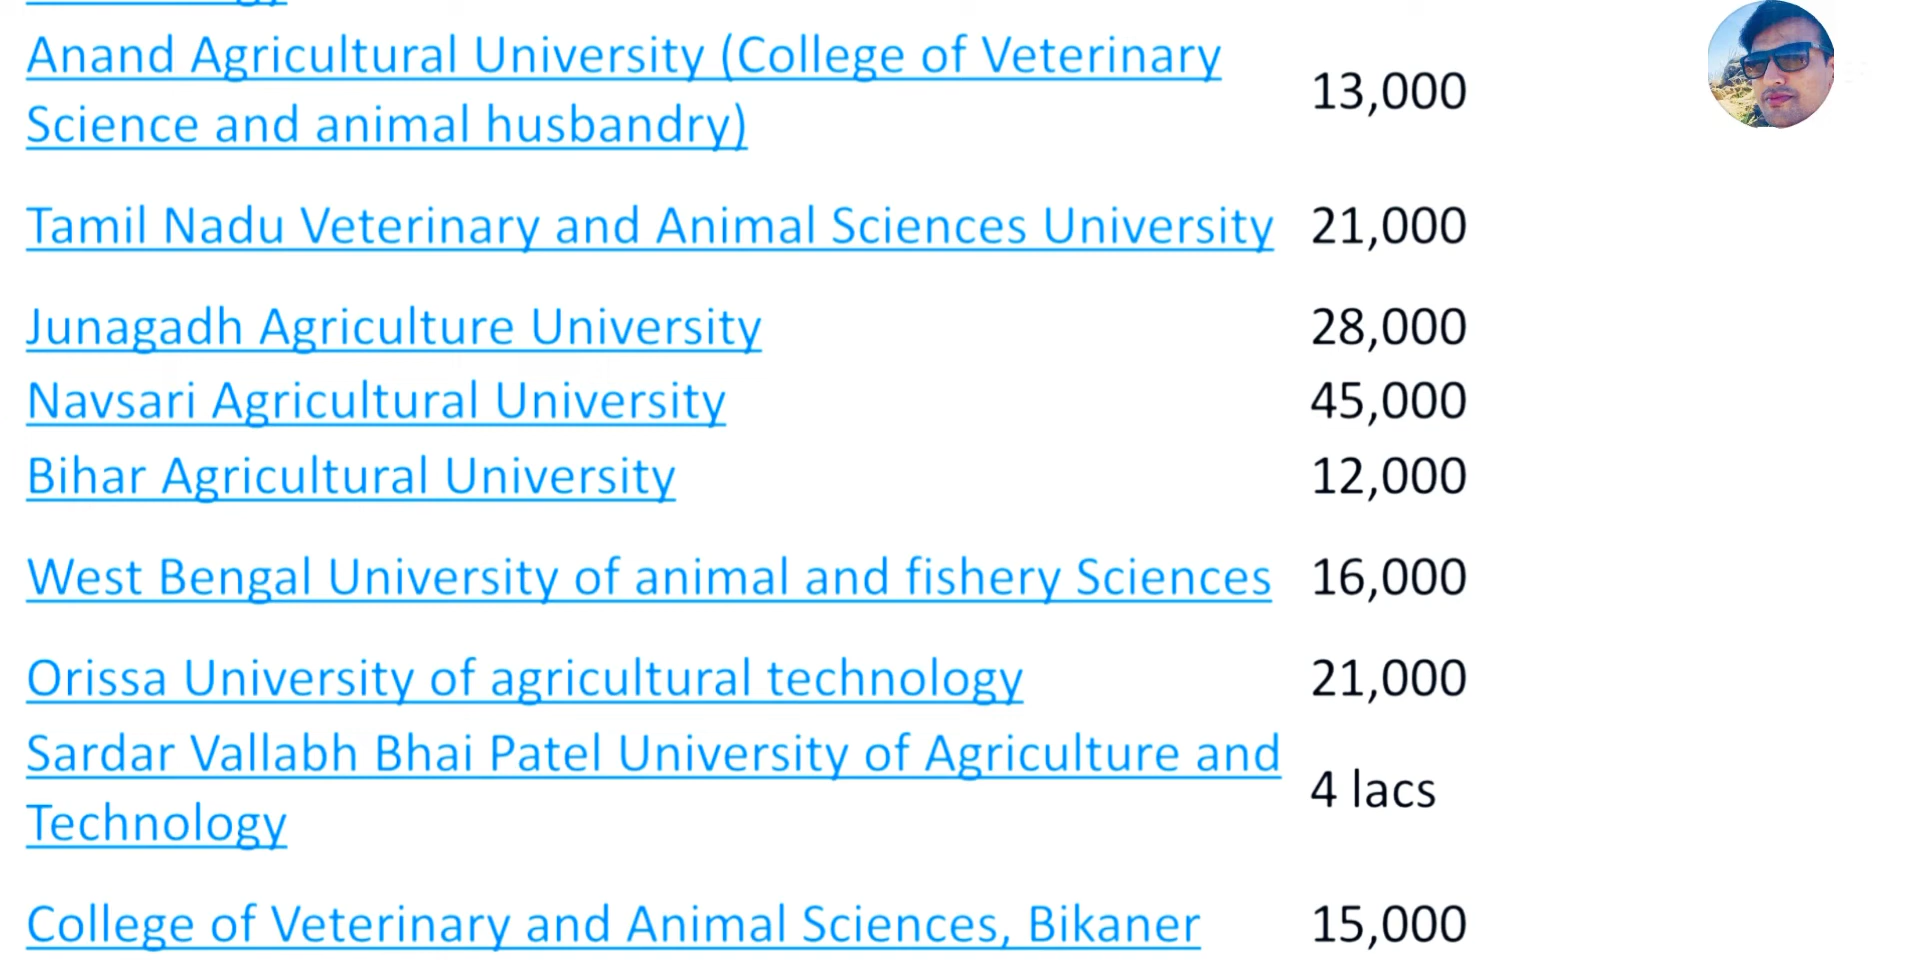 Anand Agricultural University (College of Veterinary
Science and animal husbandry)
13,000
Tamil Nadu Veterinary and Animal Sciences University 21,000
Junagadh Agriculture University 28,000
Navsari Agricultural University 45,000
Bihar Agricultural University 12,000
West Bengal University of animal and fishery Sciences 16,000
Orissa University of agricultural technology 21,000
Sardar Vallabh Bhai Patel University of Agriculture and
Technology
4 lacs
College of Veterinary and Animal Sciences, Bikaner 15,000